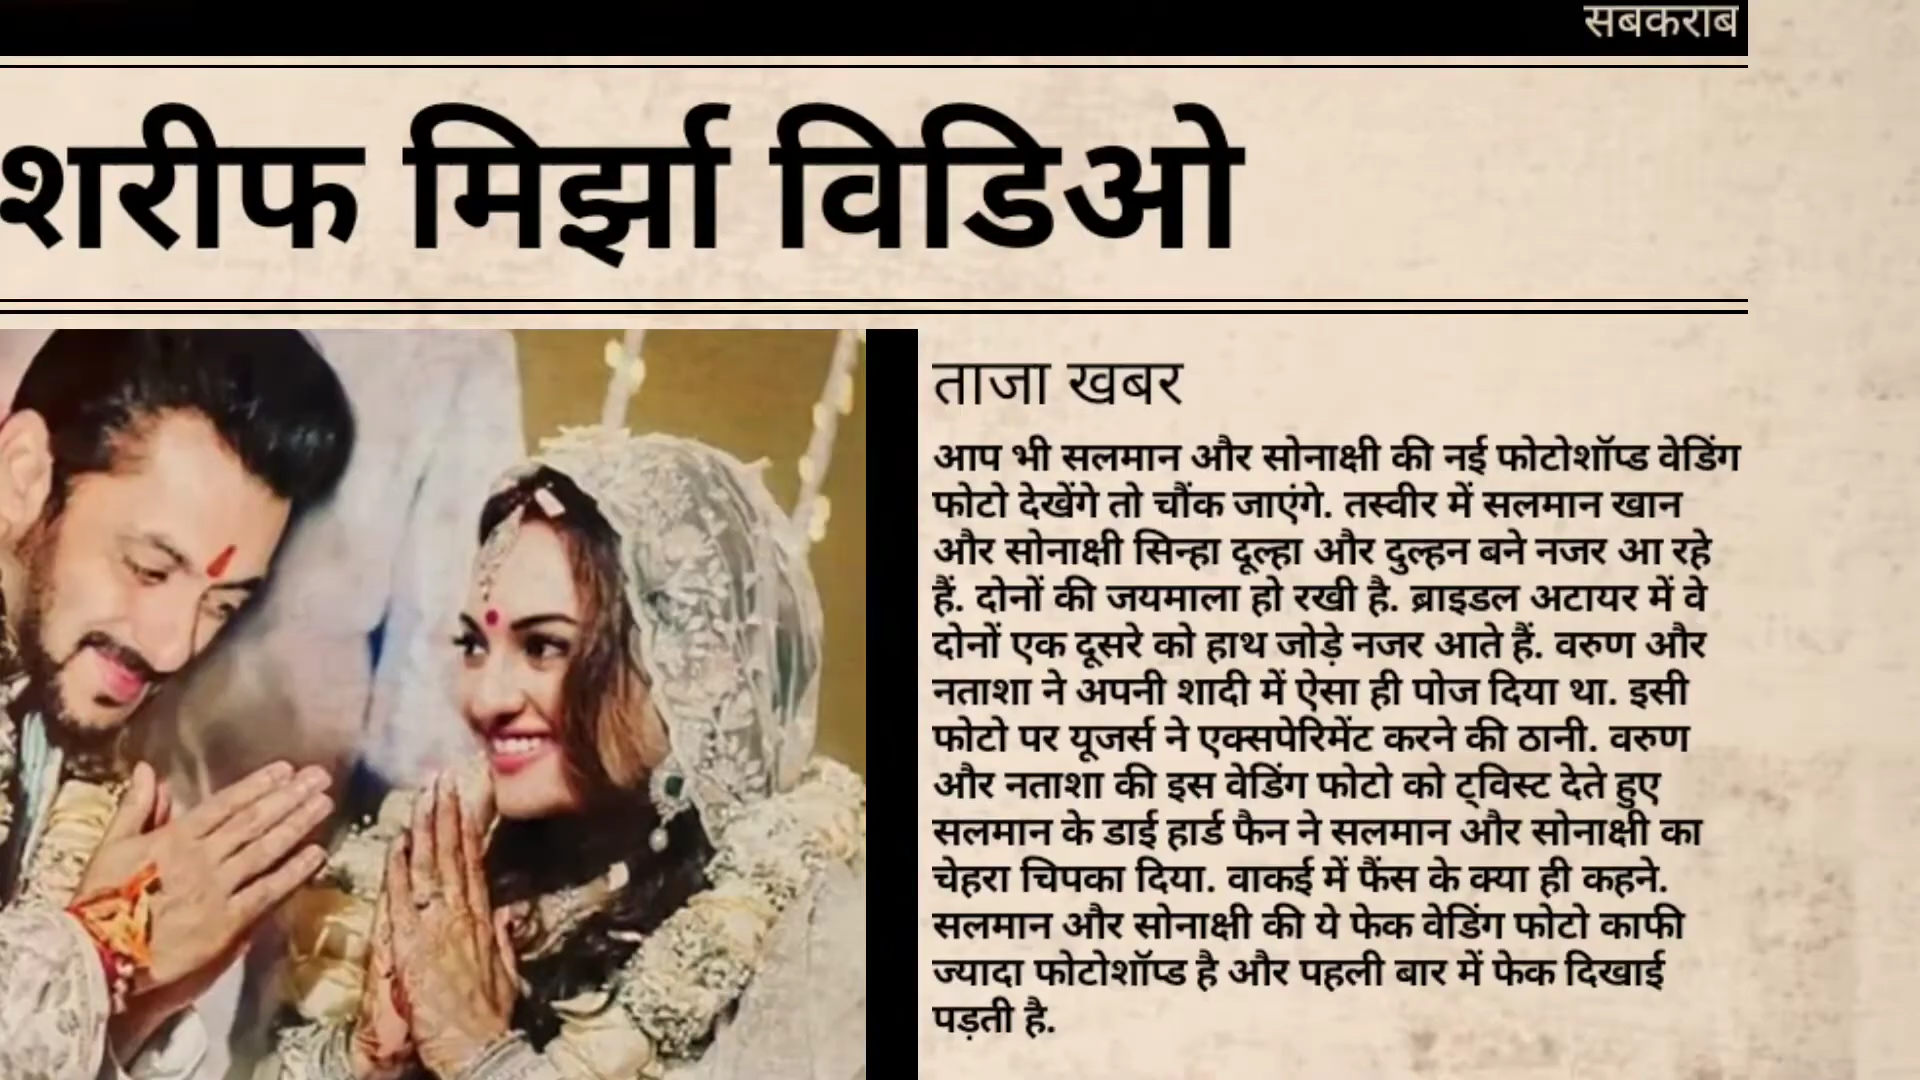 सबकराब
शरीफ मिर्झा विडिओ
ताजा खबर
आप भी सलमान और सोनाक्षी की नई फोटोशॉप्ड वेडिंग
फोटो देखेंगे तो चौंक जाएंगे. तस्वीर में सलमान खान
और सोनाक्षी सिन्हा दूल्हा और दुल्हन बने नजर आ रहे
हैं. दोनों की जयमाला हो रखी है. ब्राइडल अटायर में वे
दोनों एक दूसरे को हाथ जोड़े नजर आते हैं. वरुण और
नताशा ने अपनी शादी में ऐसा ही पोज दिया था. इसी
फोटो पर यूजर्स ने एक्सपेरिमेंट करने की ठानी. वरुण
और नताशा की इस वेडिंग फोटो को ट्विस्ट देते हुए
सलमान के डाई हार्ड फैन ने सलमान और सोनाक्षी का
चेहरा चिपका दिया. वाकई में फैंस के क्या ही कहने.
सलमान और सोनाक्षी की ये फेक वेडिंग फोटो काफी
ज्यादा फोटोशॉप्ड है और पहली बार में फेक दिखाई
पड़ती है.